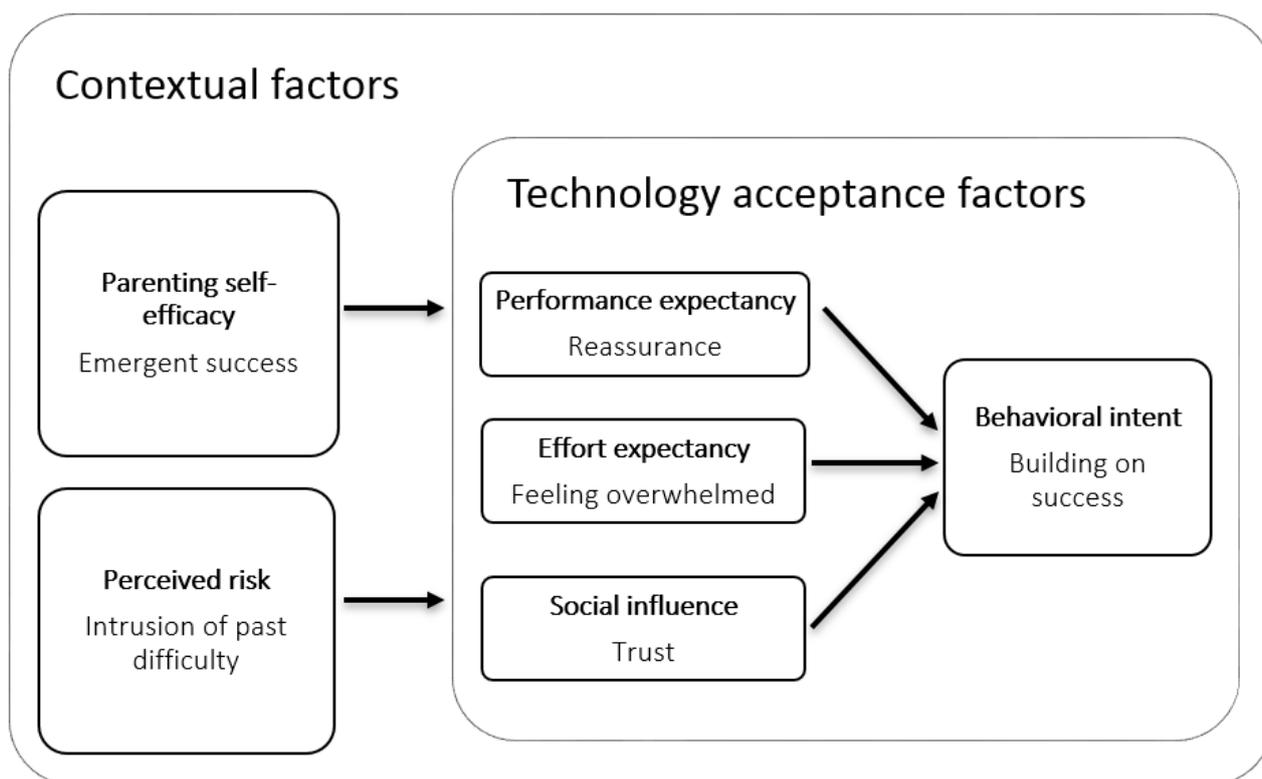 Contextual factors
Technology acceptance factors
Parenting self-
efficacy
Emergent success
Perceived risk
Intrusion of past
difficulty
Performance expectancy
Reassurance
Effort expectancy
Feeling overwhelmed
Social influence
Trust
Behavioral intent
Building on
success